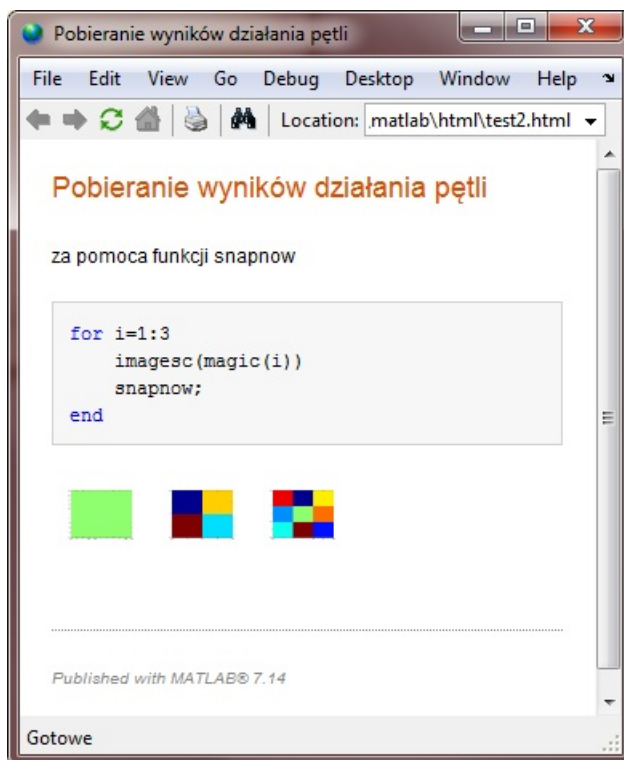 Pobieranie wyników działania pętli
File Edit View Go Debug Desktop Window Help
Location: .matlab\html\test2.html
Pobieranie wyników działania pętli
za pomoca funkcji snapnow
for i=1:3
    imagesc(magic(i))
    snapnow;
end
Published with MATLAB® 7.14
Gotowe